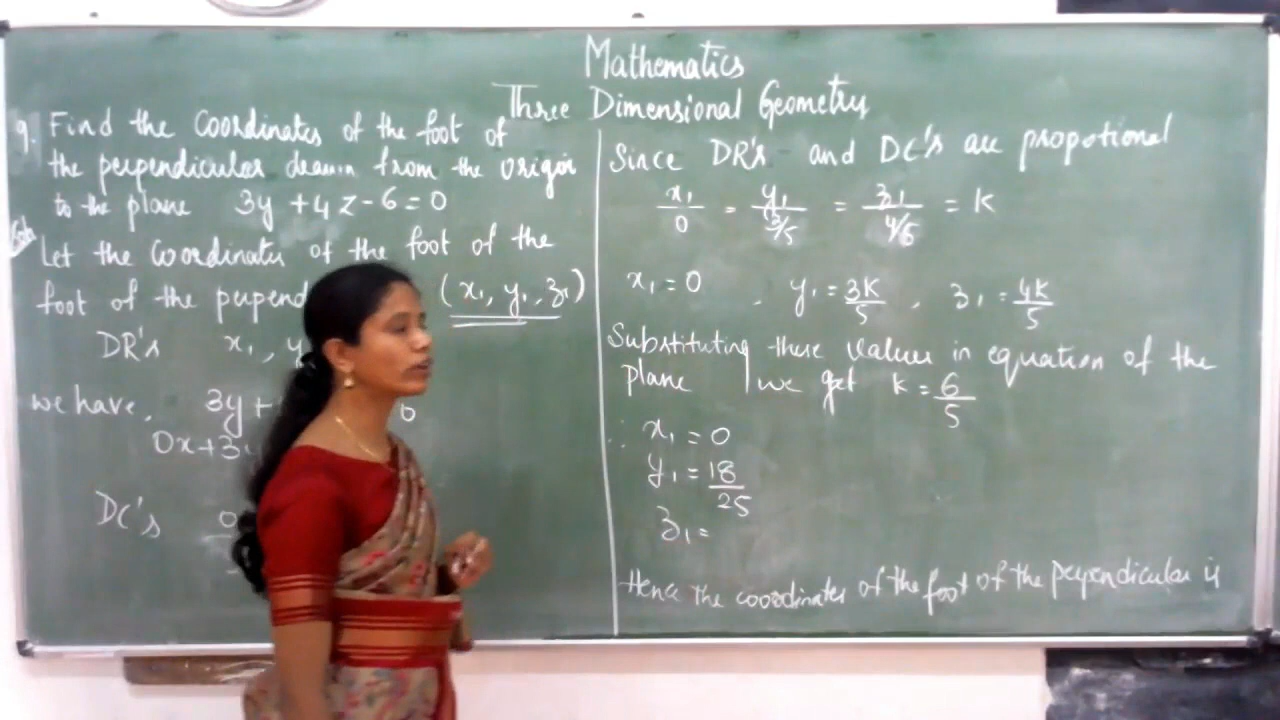 Mathematics
Three Dimensional Geometry
9. Find the Coordinates of the foot of
the perpendicular drawn from the origin
to the plane 3y + 4z - 6 = 0
Soln
Let the Coordinates of the foot of the
foot of the perpend (x₁, y₁, z₁)
DR's x₁, y
we have, 3y + 6
0x + 3y
DC's 0
Since DR's and DC's are propotional
x₁/0 = y₁/(3/5) = z₁/(4/5) = K
x₁ = 0, y₁ = 3K/5, z₁ = 4K/5
Substituting these values in equation of the
plane we get K = 6/5
∴ x₁ = 0
y₁ = 18/25
z₁ =
Hence the coordinates of the foot of the perpendicular is